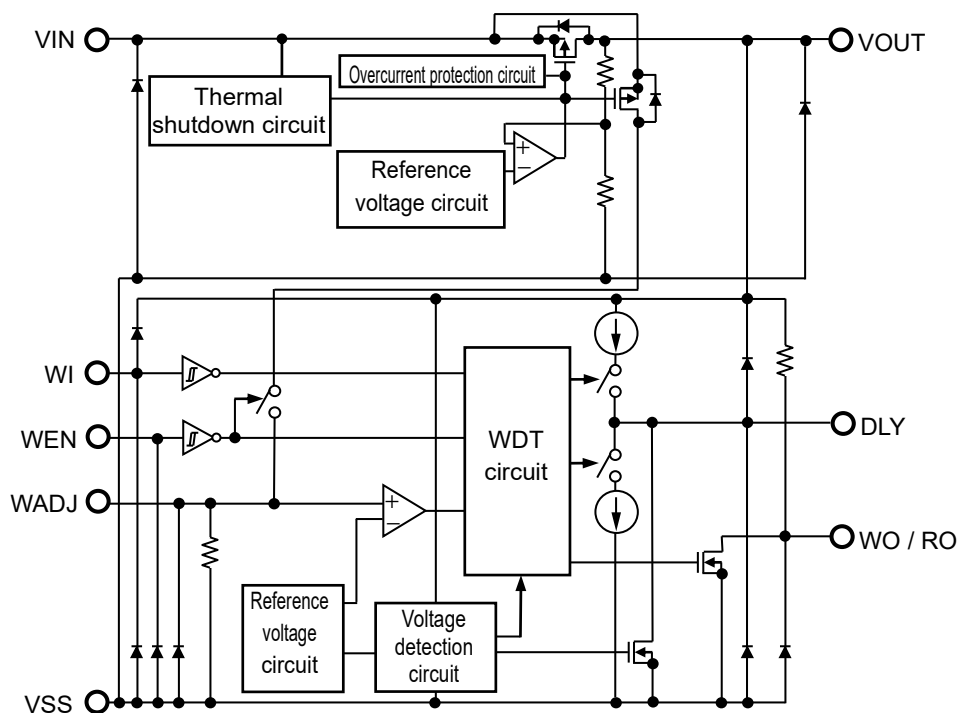 VIN
VOUT
Overcurrent protection circuit
Thermal
shutdown circuit
+
−
Reference
voltage circuit
WI
WEN
WADJ
WDT
circuit
DLY
+
−
WO / RO
Reference
voltage
circuit
Voltage
detection
circuit
VSS